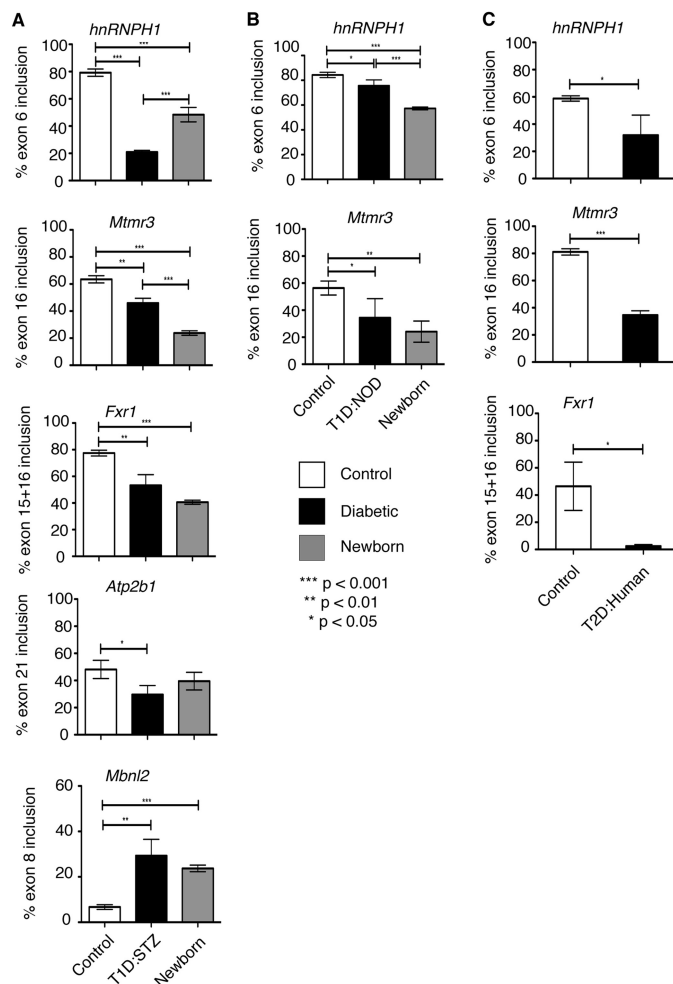 A
hnRNPH1
% exon 6 inclusion
100
80
60
40
20
0
***
***
***
Mtmr3
% exon 16 inclusion
100
80
60
40
20
0
***
**
***
Fxr1
% exon 15+16 inclusion
100
80
60
40
20
0
***
**
Atp2b1
% exon 21 inclusion
100
80
60
40
20
0
*
Mbnl2
% exon 8 inclusion
60
40
20
0
***
**
Control
T1D:STZ
Newborn
B
hnRNPH1
% exon 6 inclusion
100
80
60
40
20
0
***
*
***
Mtmr3
% exon 16 inclusion
100
80
60
40
20
0
**
*
Control
T1D:NOD
Newborn
Control
Diabetic
Newborn
*** p < 0.001
** p < 0.01
* p < 0.05
C
hnRNPH1
% exon 6 inclusion
100
80
60
40
20
0
*
Mtmr3
% exon 16 inclusion
100
80
60
40
20
0
***
Fxr1
% exon 15+16 inclusion
100
80
60
40
20
0
*
Control
T2D:Human